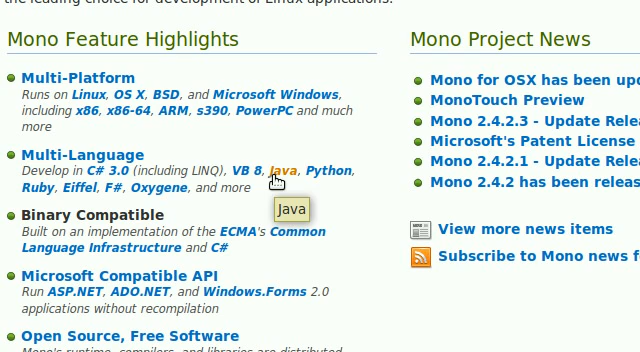 the leading choice for development of Linux applications.
Mono Feature Highlights
Multi-Platform
Runs on Linux, OS X, BSD, and Microsoft Windows,
including x86, x86-64, ARM, s390, PowerPC and much
more
Multi-Language
Develop in C# 3.0 (including LINQ), VB 8, Java, Python,
Ruby, Eiffel, F#, Oxygene, and more
Java
Binary Compatible
Built on an implementation of the ECMA's Common
Language Infrastructure and C#
Microsoft Compatible API
Run ASP.NET, ADO.NET, and Windows.Forms 2.0
applications without recompilation
Open Source, Free Software
Mono's runtime, compilers, and libraries are distributed
Mono Project News
Mono for OSX has been up
MonoTouch Preview
Mono 2.4.2.3 - Update Rele
Microsoft's Patent License
Mono 2.4.2.1 - Update Rele
Mono 2.4.2 has been releas
View more news items
Subscribe to Mono news f